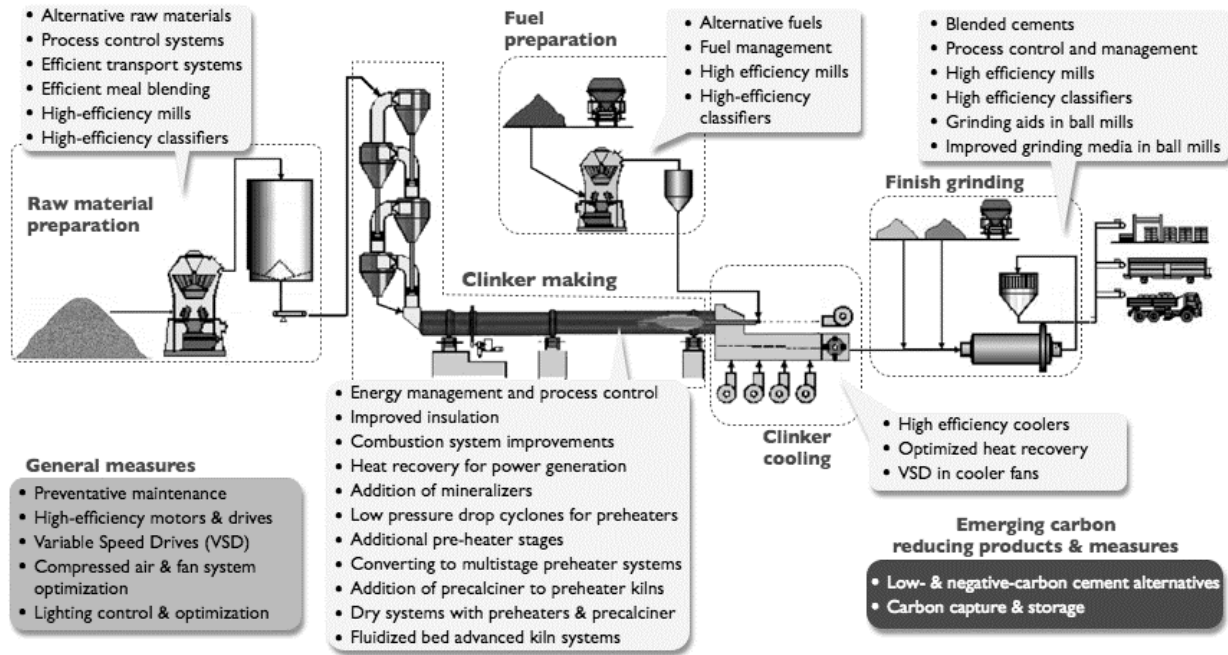 • Alternative raw materials
• Process control systems
• Efficient transport systems
• Efficient meal blending
• High-efficiency mills
• High-efficiency classifiers
Raw material
preparation
Fuel
preparation
• Alternative fuels
• Fuel management
• High efficiency mills
• High-efficiency
classifiers
• Blended cements
• Process control and management
• High efficiency mills
• High efficiency classifiers
• Grinding aids in ball mills
• Improved grinding media in ball mills
Finish grinding
Clinker making
• Energy management and process control
• Improved insulation
• Combustion system improvements
• Heat recovery for power generation
• Addition of mineralizers
• Low pressure drop cyclones for preheaters
• Additional pre-heater stages
• Converting to multistage preheater systems
• Addition of precalciner to preheater kilns
• Dry systems with preheaters & precalciner
• Fluidized bed advanced kiln systems
Clinker
cooling
• High efficiency coolers
• Optimized heat recovery
• VSD in cooler fans
General measures
• Preventative maintenance
• High-efficiency motors & drives
• Variable Speed Drives (VSD)
• Compressed air & fan system
optimization
• Lighting control & optimization
Emerging carbon
reducing products & measures
• Low- & negative-carbon cement alternatives
• Carbon capture & storage